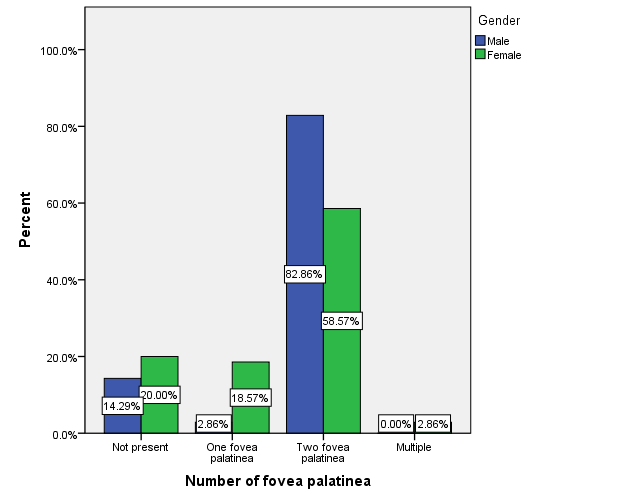 Gender
Male
Female
100.0%
80.0%
60.0%
40.0%
20.0%
0.0%
Percent
14.29%
20.00%
2.86%
18.57%
82.86%
58.57%
0.00%
2.86%
Not present
One fovea
palatinea
Two fovea
palatinea
Multiple
Number of fovea palatinea